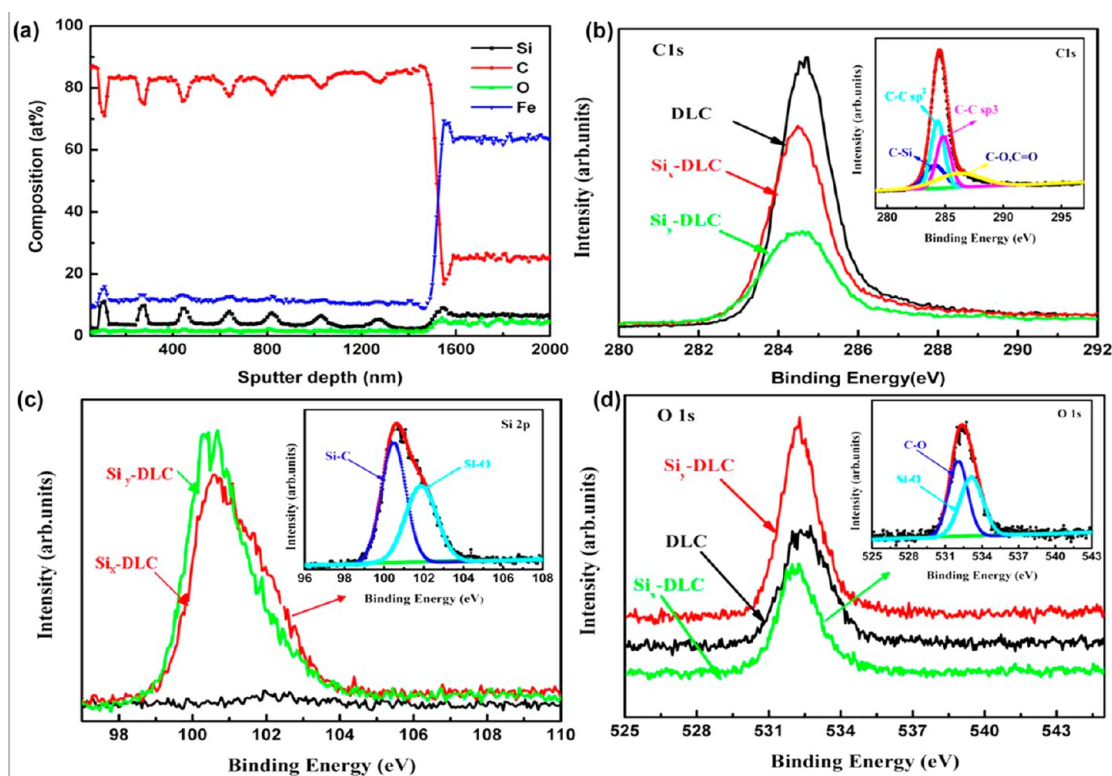 (a)
100
80
60
40
20
0
Composition (at%)
Si
C
O
Fe
400 800 1200 1600 2000
Sputter depth (nm)
(b)
C1s
DLC
Siₓ-DLC
Siᵧ-DLC
Intensity (arb.units)
280 282 284 286 288 290 292
Binding Energy(eV)
C1s
C-C sp²
C-C sp3
C-Si
C-O,C=O
Intensity (arb.units)
280 285 290 295
Binding Energy (eV)
(c)
Si ᵧ-DLC
Siₓ-DLC
Intensity (arb.units)
98 100 102 104 106 108 110
Binding Energy (eV)
Si 2p
Si-C
Si-O
Intensity (arb.units)
96 98 100 102 104 106 108
Binding Energy (eV)
(d)
O 1s
Siᵧ-DLC
DLC
Intensity (arb.units)
525 528 531 534 537 540 543
Binding Energy (eV)
O 1s
C-O
Si-O
Intensity (arb.units)
525 528 531 534 537 540 543
Binding Energy (eV)